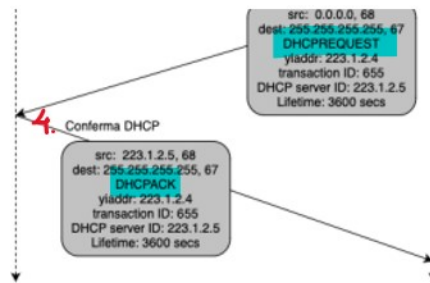 src: 0.0.0.0, 68
dest: 255.255.255.255, 67
DHCPREQUEST
yiaddr: 223.1.2.4
transaction ID: 655
DHCP server ID: 223.1.2.5
Lifetime: 3600 secs
4. Conferma DHCP
src: 223.1.2.5, 68
dest: 255.255.255.255, 67
DHCPACK
yiaddr: 223.1.2.4
transaction ID: 655
DHCP server ID: 223.1.2.5
Lifetime: 3600 secs